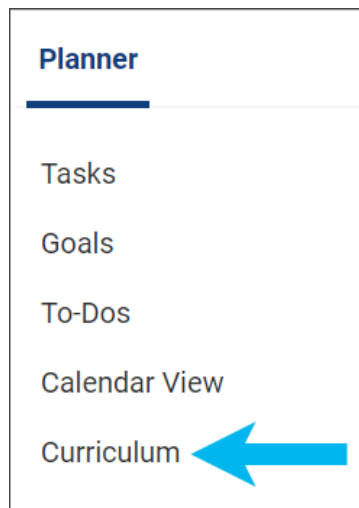 Planner
Tasks
Goals
To-Dos
Calendar View
Curriculum